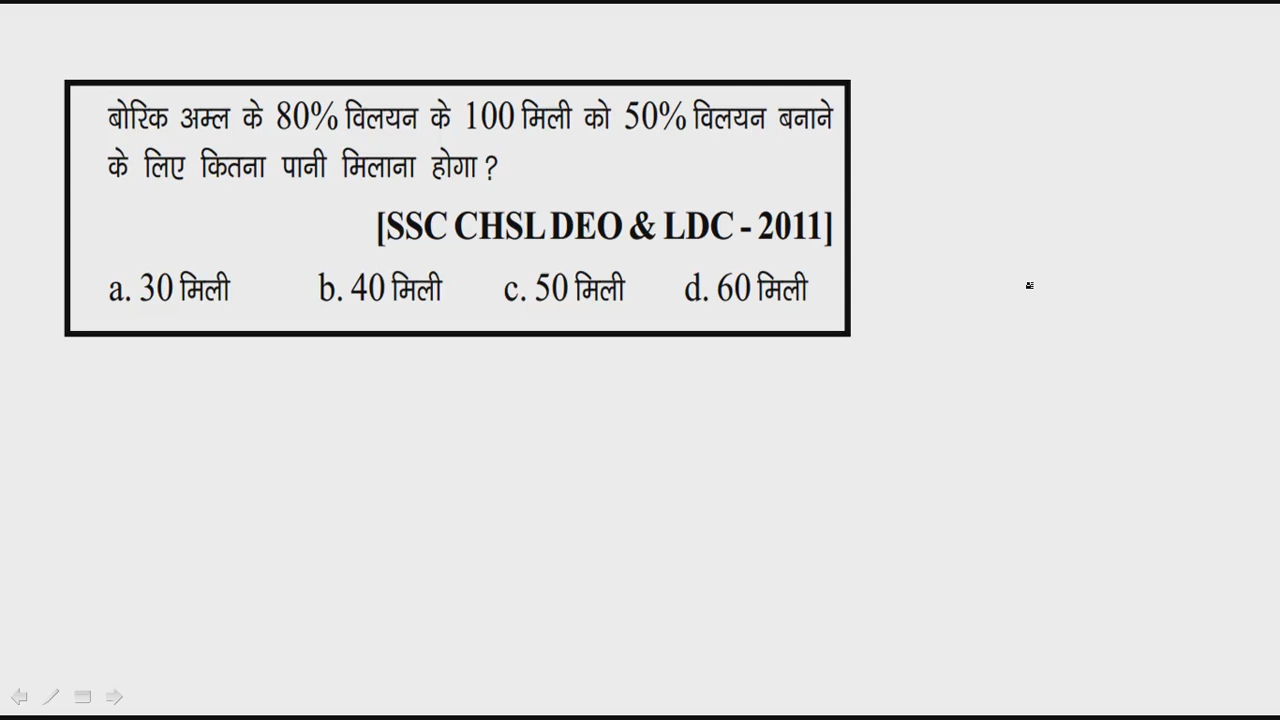 बोरिक अम्ल के 80% विलयन के 100 मिली को 50% विलयन बनाने
के लिए कितना पानी मिलाना होगा ?
[SSC CHSL DEO & LDC - 2011]
a. 30 मिली b. 40 मिली c. 50 मिली d. 60 मिली